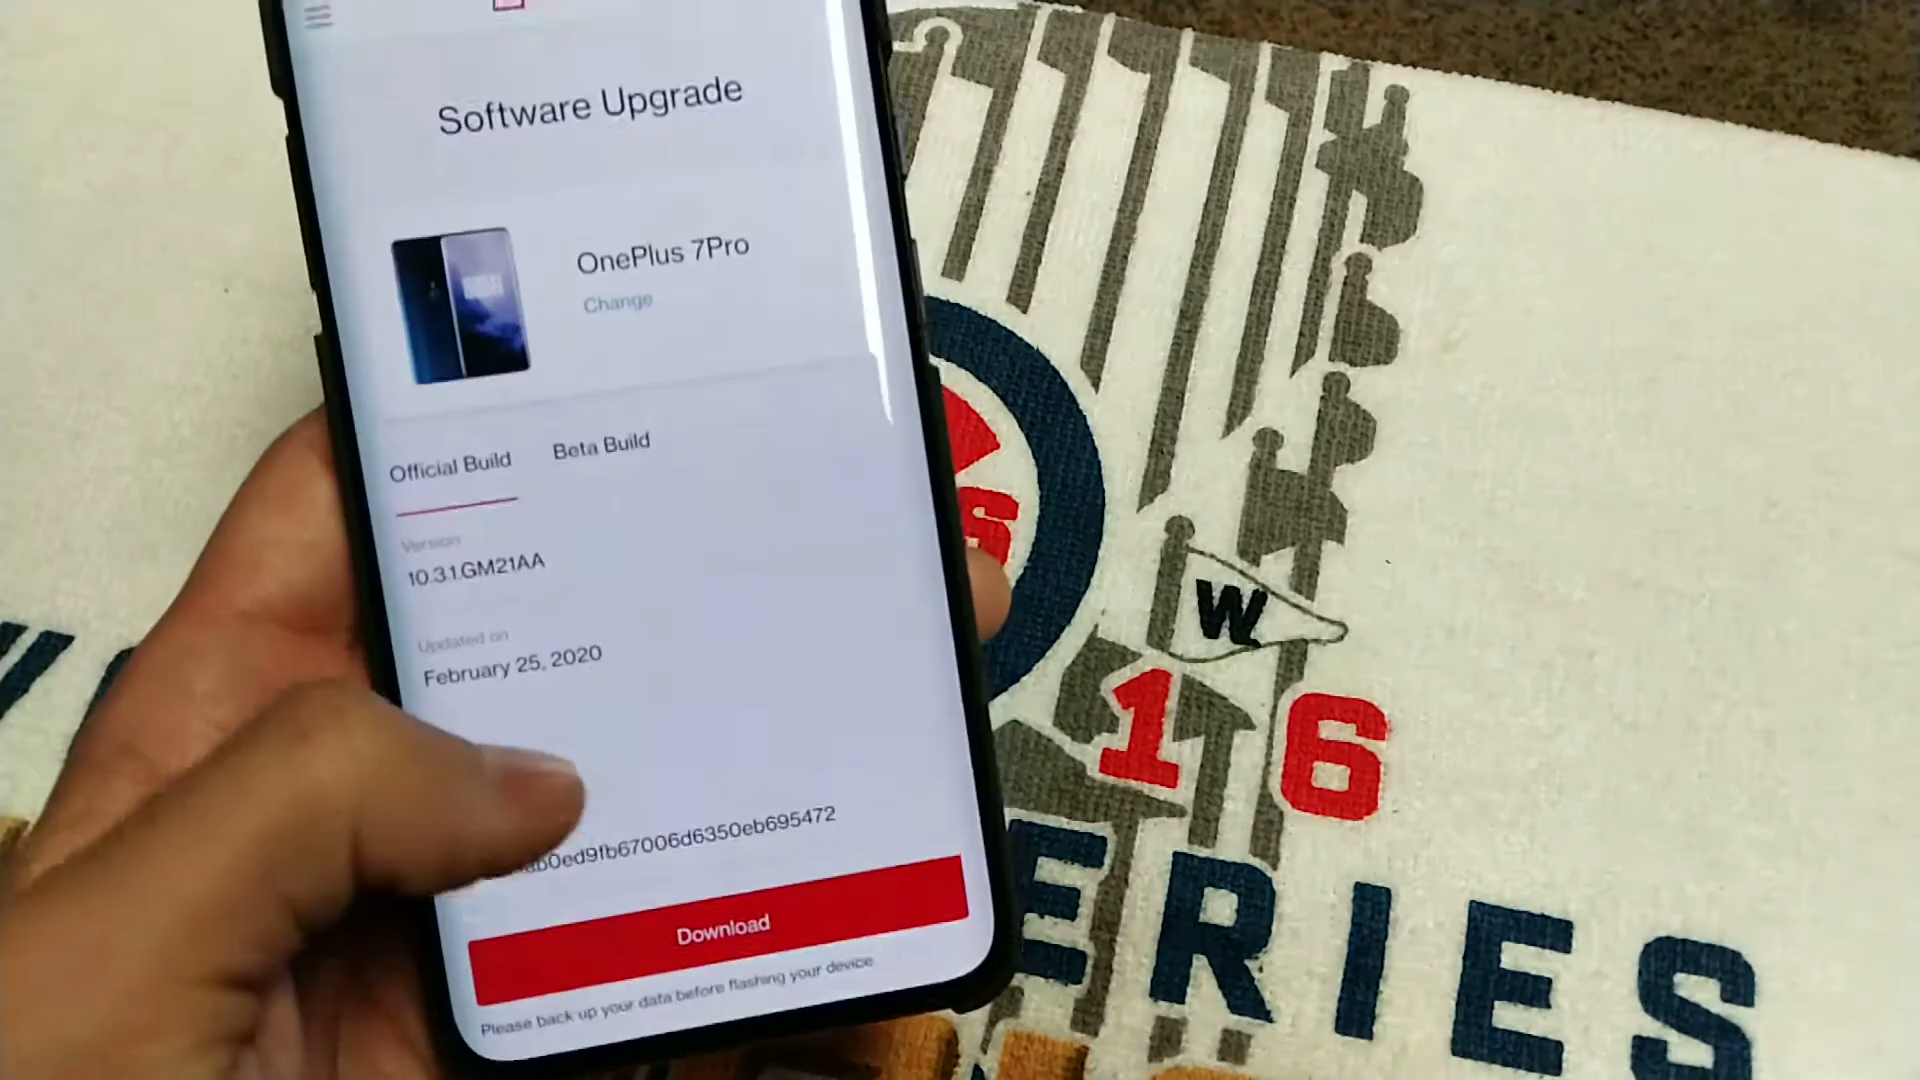 Software Upgrade
OnePlus 7Pro
Change
Official Build
Beta Build
Version
10.3.1.GM21AA
Updated on
February 25, 2020
ab0ed9fb67006d6350eb695472
Download
Please back up your data before flashing your device
W
16
ERIES